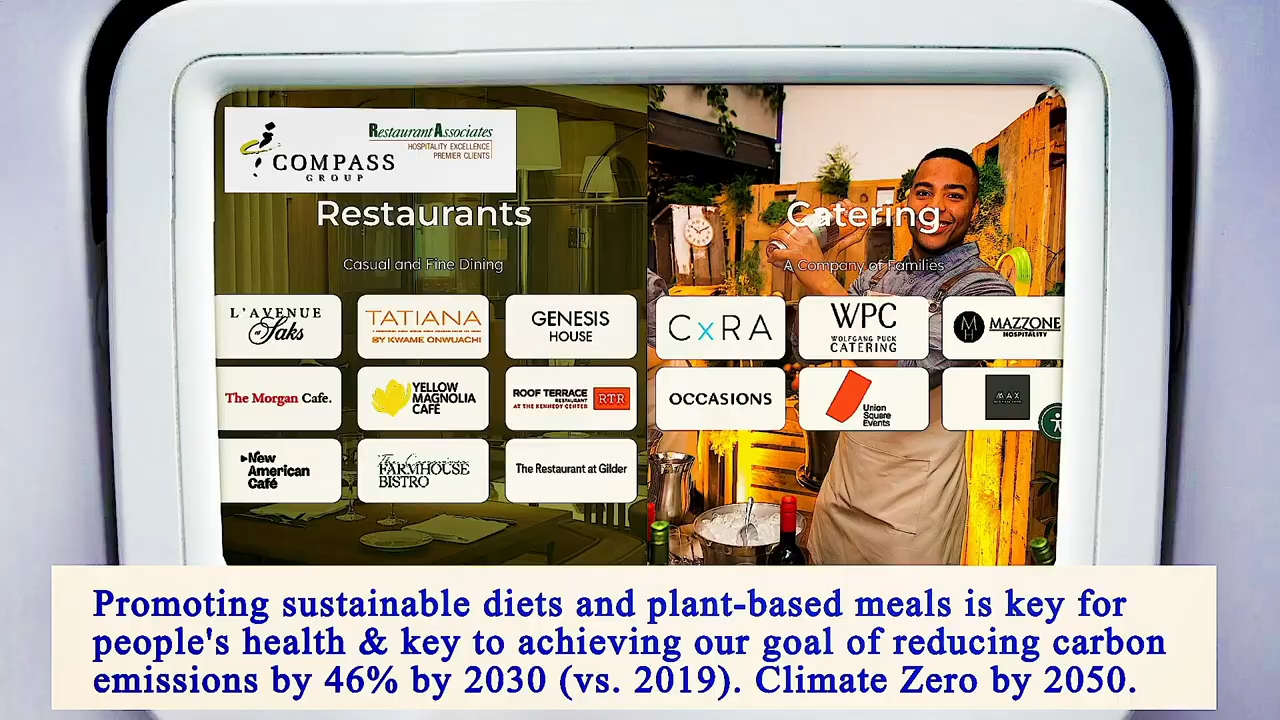 COMPASS
GROUP
Restaurant Associates
HOSPITALITY EXCELLENCE
PREMIER CLIENTS
Restaurants
Casual and Fine Dining
L'AVENUE
Saks
TATIANA
BY KWAME ONWUACHI
GENESIS
HOUSE
The Morgan Cafe.
YELLOW
MAGNOLIA
CAFÉ
ROOF TERRACE
RESTAURANT
AT THE KENNEDY CENTER
RTR
New
American
Café
FARMHOUSE
BISTRO
The Restaurant at Gilder
Catering
A Company of Families
CxRA
WPC
WOLFGANG PUCK
CATERING
M
H
MAZZONE
HOSPITALITY
OCCASIONS
Union
Square
Events
MAX
Promoting sustainable diets and plant-based meals is key for
people's health & key to achieving our goal of reducing carbon
emissions by 46% by 2030 (vs. 2019). Climate Zero by 2050.